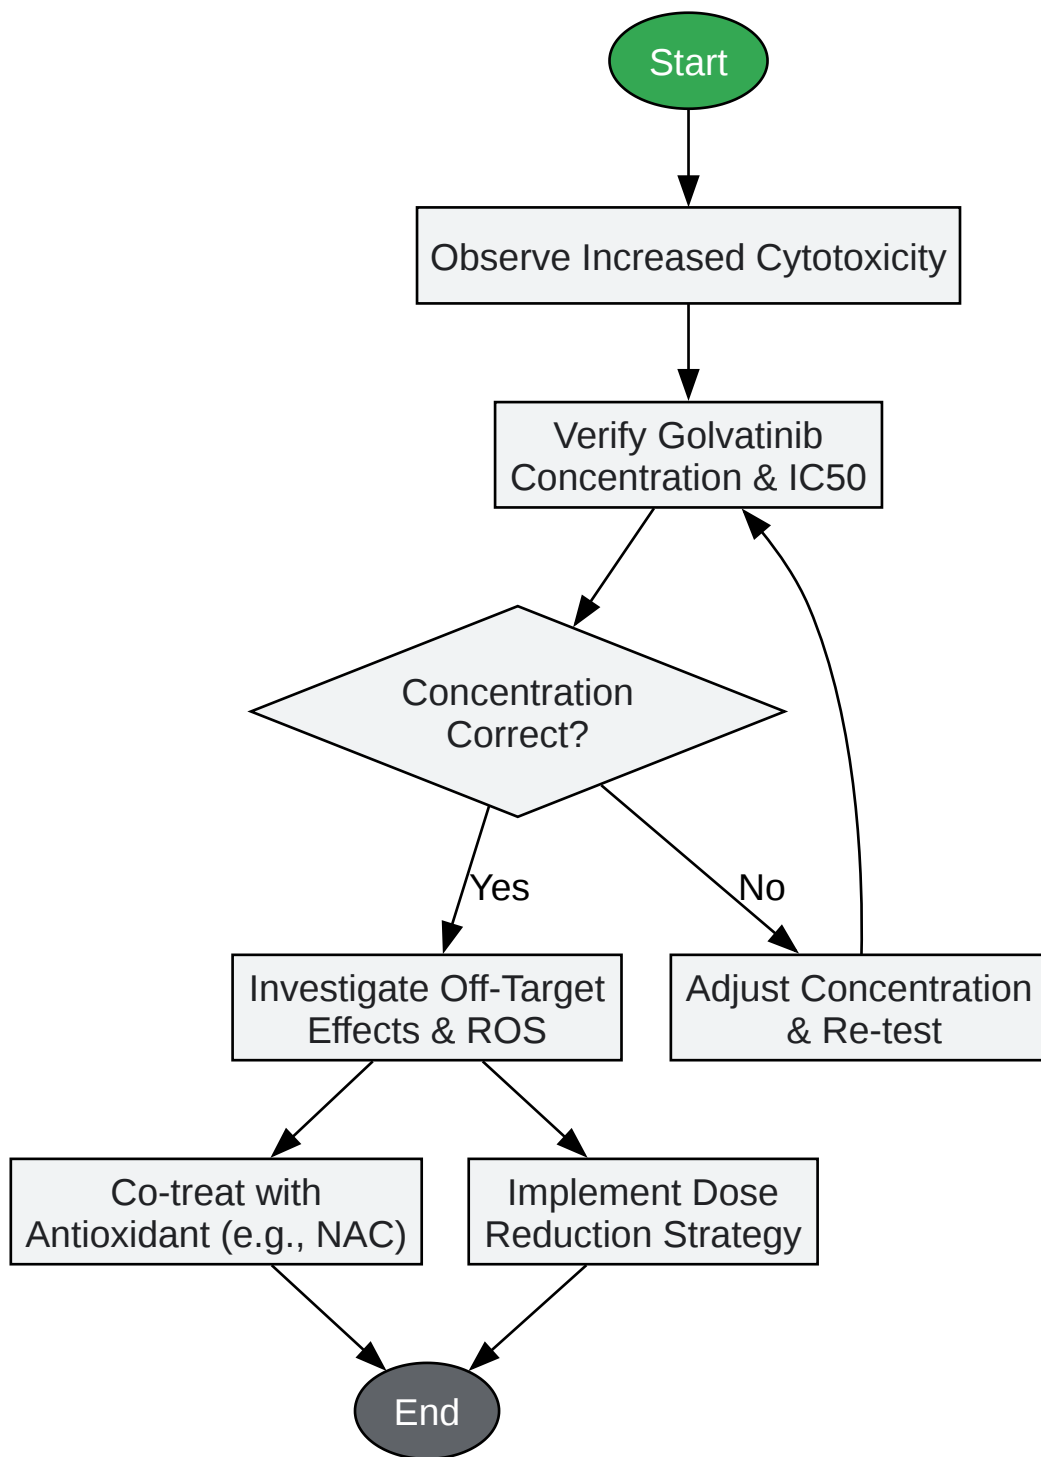 Start
Observe Increased Cytotoxicity
Verify Golvatinib
Concentration & IC50
Concentration
Correct?
Yes
No
Investigate Off-Target
Effects & ROS
Adjust Concentration
& Re-test
Co-treat with
Antioxidant (e.g., NAC)
Implement Dose
Reduction Strategy
End